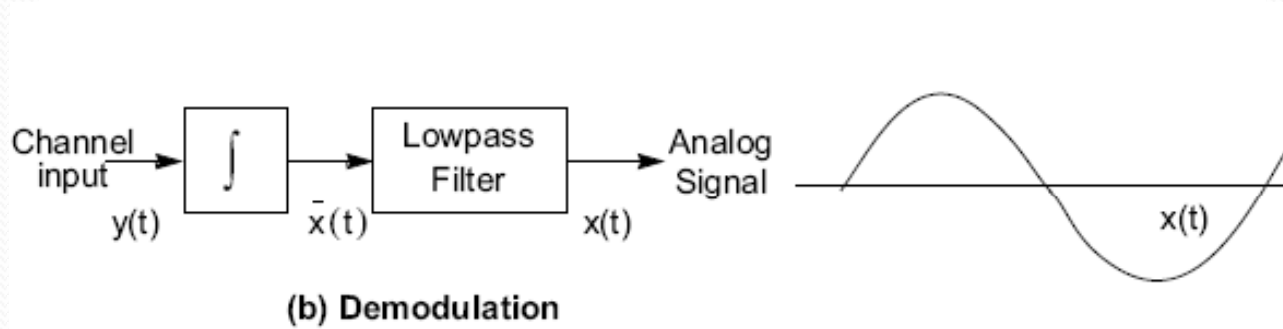 Channel
input
y(t)
∫
x̄(t)
Lowpass
Filter
x(t)
Analog
Signal
x(t)
(b) Demodulation